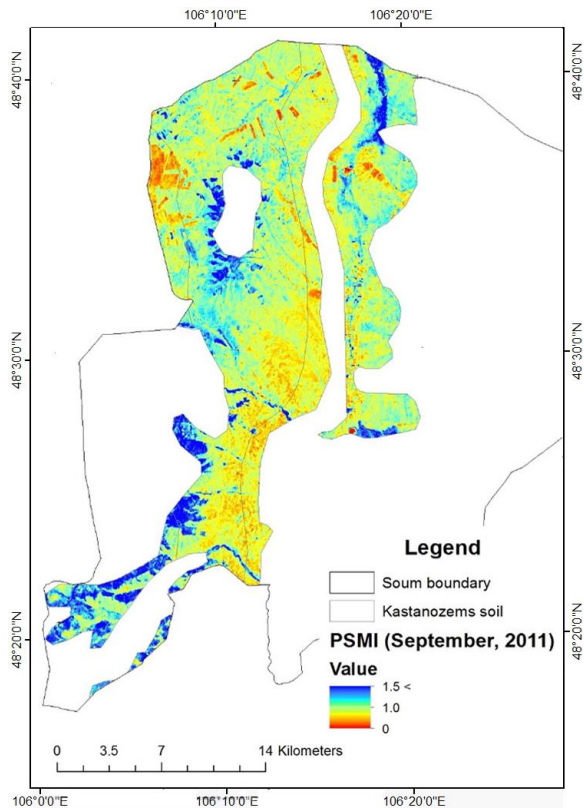 106°10'0"E 106°20'0"E
48°40'0"N 48°40'0"N
48°30'0"N 48°30'0"N
48°20'0"N 48°20'0"N
Legend
Soum boundary
Kastanozems soil
PSMI (September, 2011)
Value
1.5 <
1.0
0
0 3.5 7 14 Kilometers
106°0'0"E 106°10'0"E 106°20'0"E